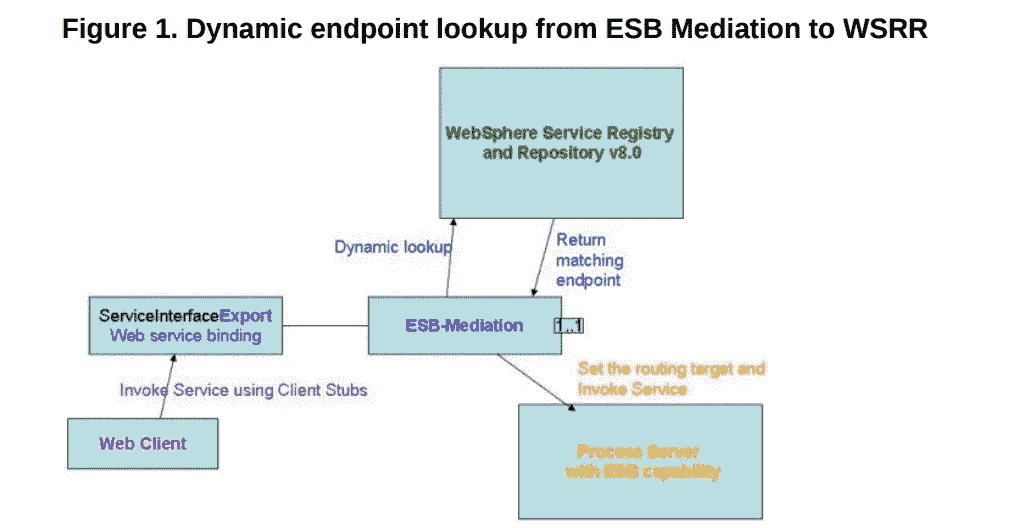 Figure 1. Dynamic endpoint lookup from ESB Mediation to WSRR
WebSphere Service Registry
and Repository v8.0
Dynamic lookup
Return
matching
endpoint
ServiceInterfaceExport
Web service binding
ESB-Mediation
1..1
Set the routing target and
Invoke Service
Invoke Service using Client Stubs
Web Client
Process Server
with ESB capability